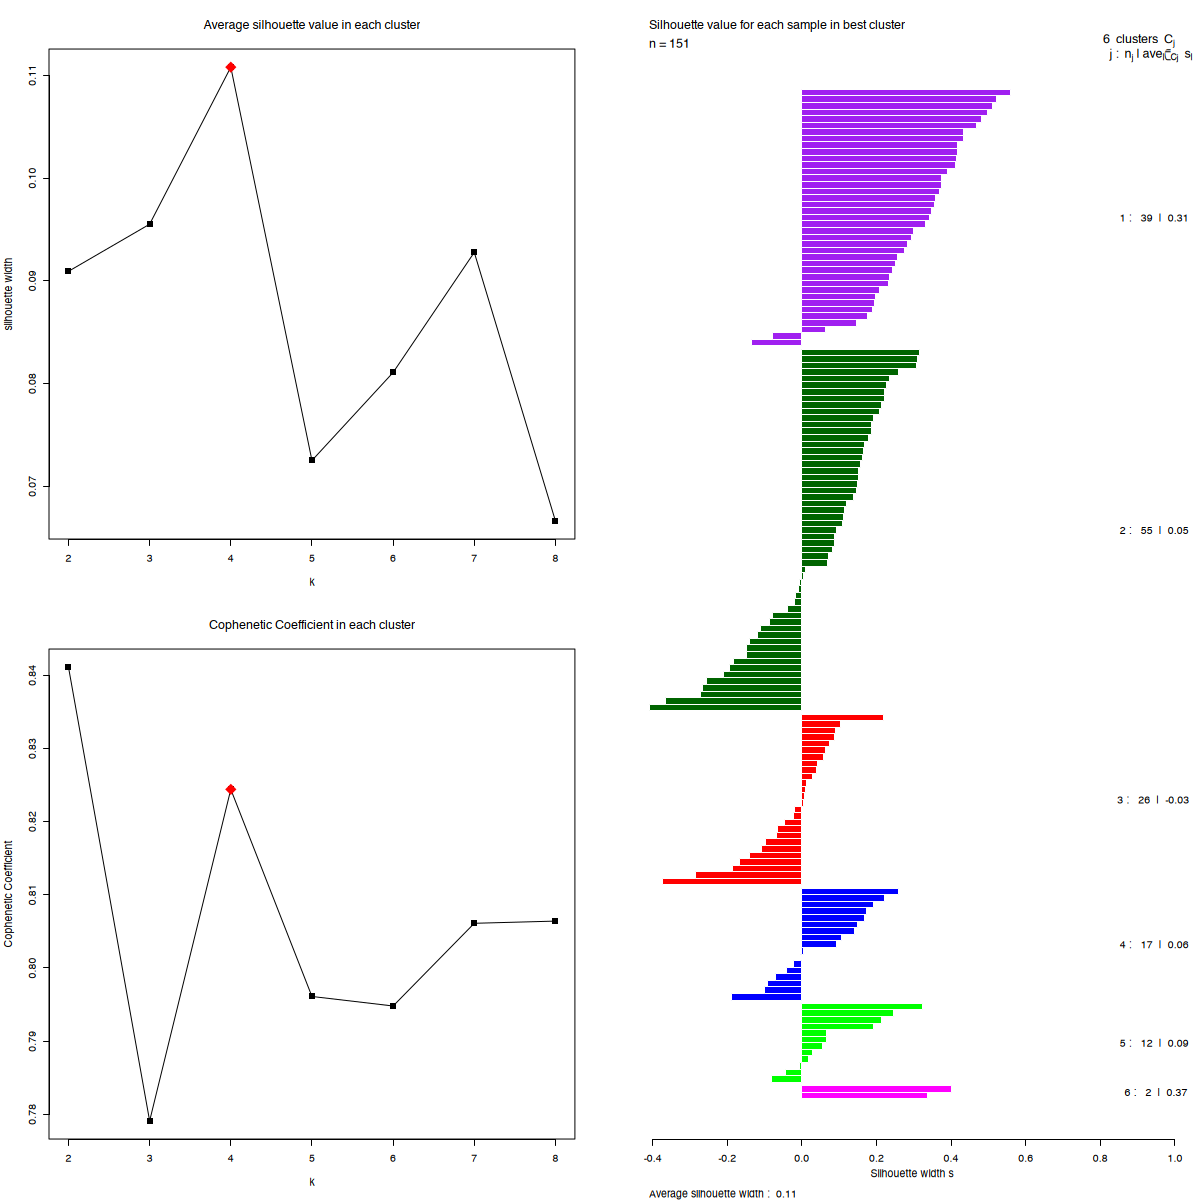 Average silhouette value in each cluster
0.11
0.10
0.09
0.08
0.07
silhouette width
2 3 4 5 6 7 8
k
Cophenetic Coefficient in each cluster
0.84
0.83
0.82
0.81
0.80
0.79
0.78
Cophenetic Coefficient
2 3 4 5 6 7 8
k
Silhouette value for each sample in best cluster
n = 151
6 clusters Cj
j : nj | ave
1 : 39 | 0.31
2 : 55 | 0.05
3 : 26 | -0.03
4 : 17 | 0.06
5 : 12 | 0.09
6 : 2 | 0.37
-0.4 -0.2 0.0 0.2 0.4 0.6 0.8 1.0
Silhouette width s
Average silhouette width : 0.11